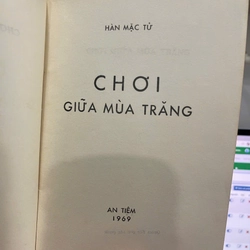 HÀN MẶC TỬ
CHƠI
GIỮA MÙA TRĂNG
AN TIÊM
1969